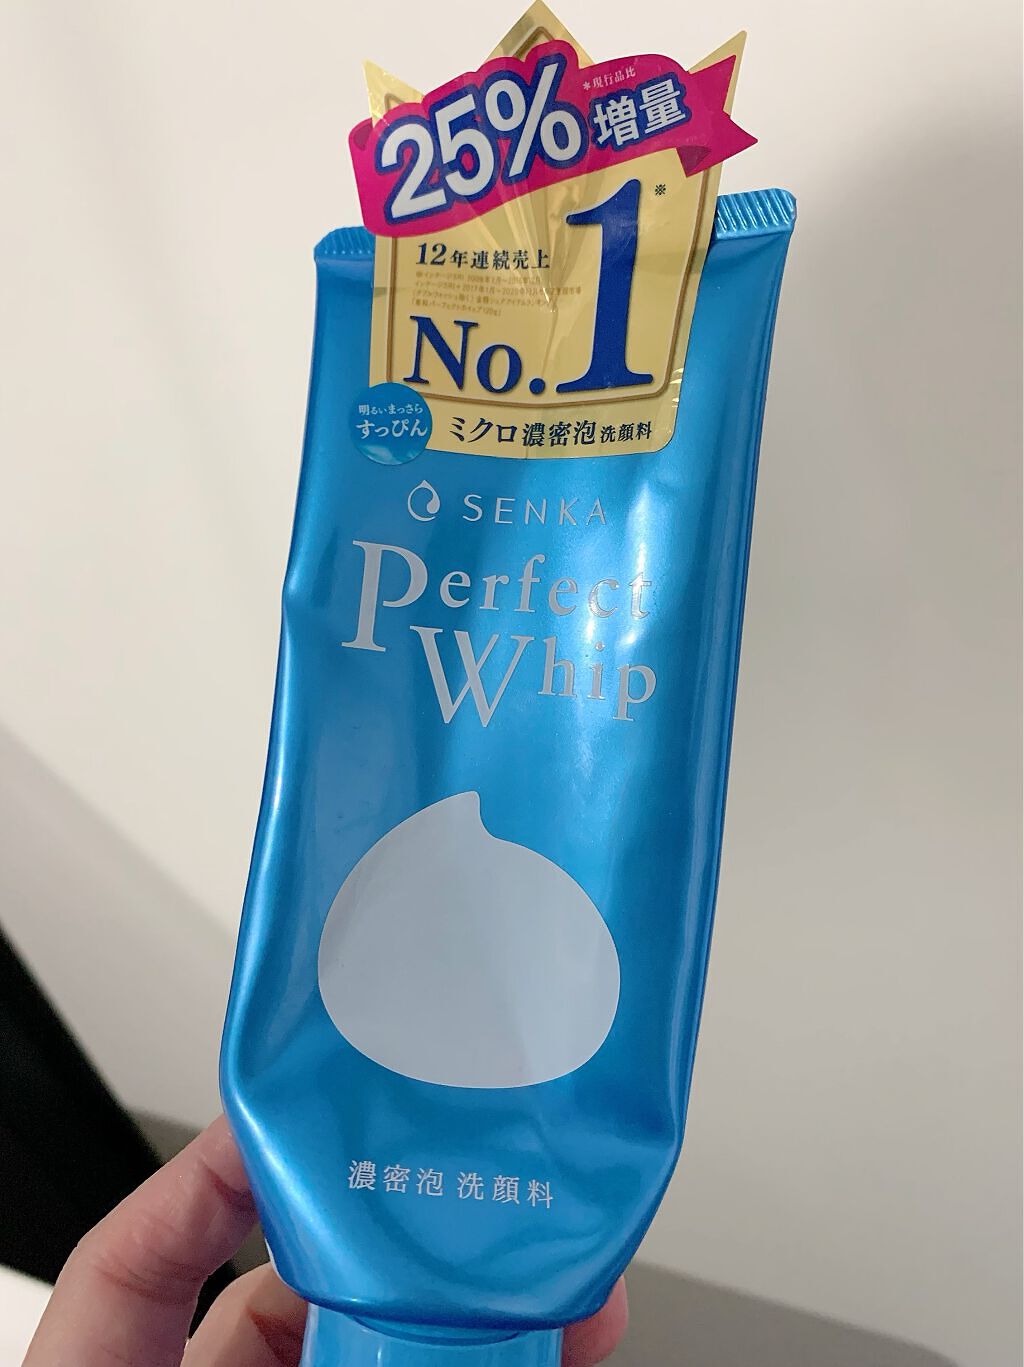 25%
*現行品比
増量
12年連続売上
No.1
※
明るいまっさら
すっぴん
ミクロ濃密泡洗顔料
SENKA
Perfect
Whip
濃密泡 洗顔料